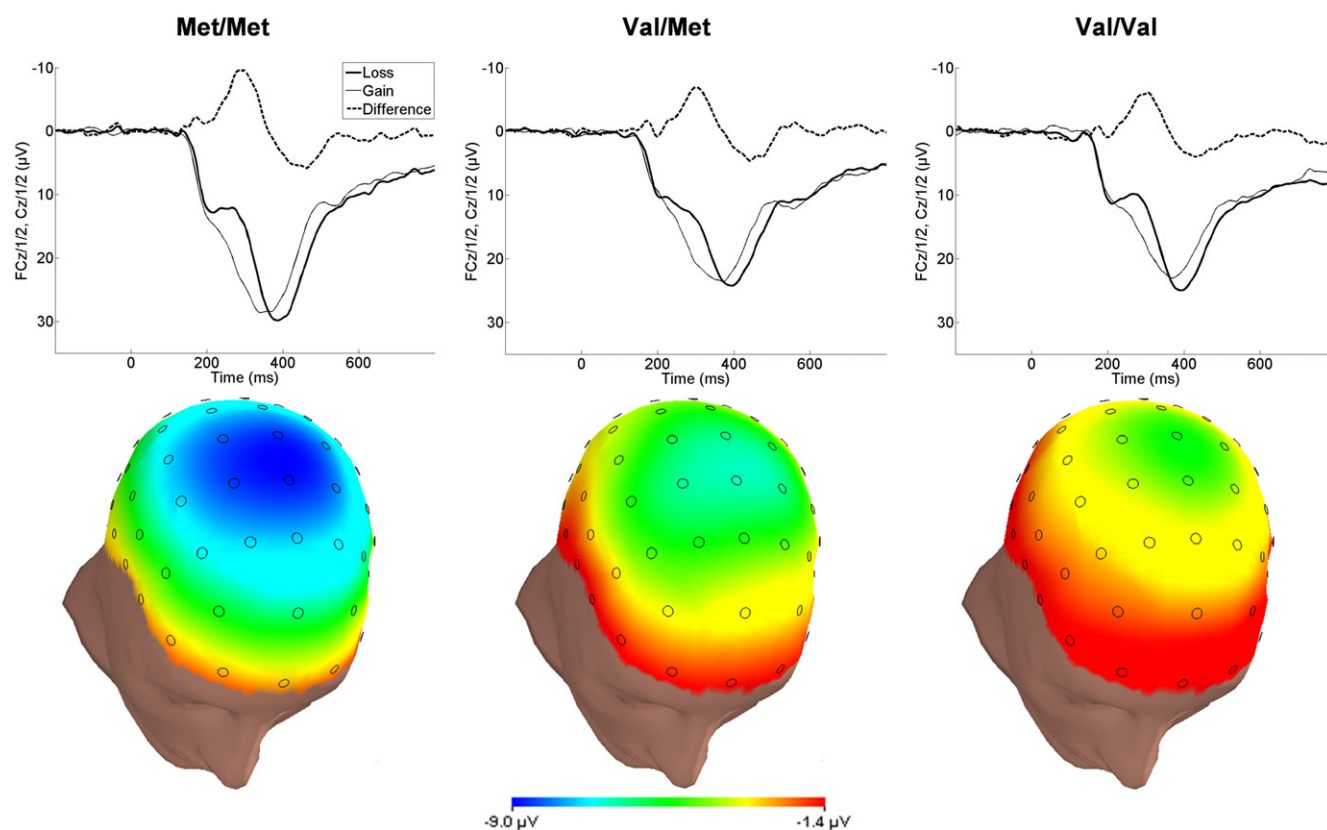 Met/Met
Val/Met
Val/Val
-10
0
10
20
30
FCz/1/2, Cz/1/2 (µV)
Loss
Gain
Difference
0
200
400
600
Time (ms)
-10
0
10
20
30
FCz/1/2, Cz/1/2 (µV)
0
200
400
600
Time (ms)
-10
0
10
20
30
FCz/1/2, Cz/1/2 (µV)
0
200
400
600
Time (ms)
-9.0 µV
-1.4 µV